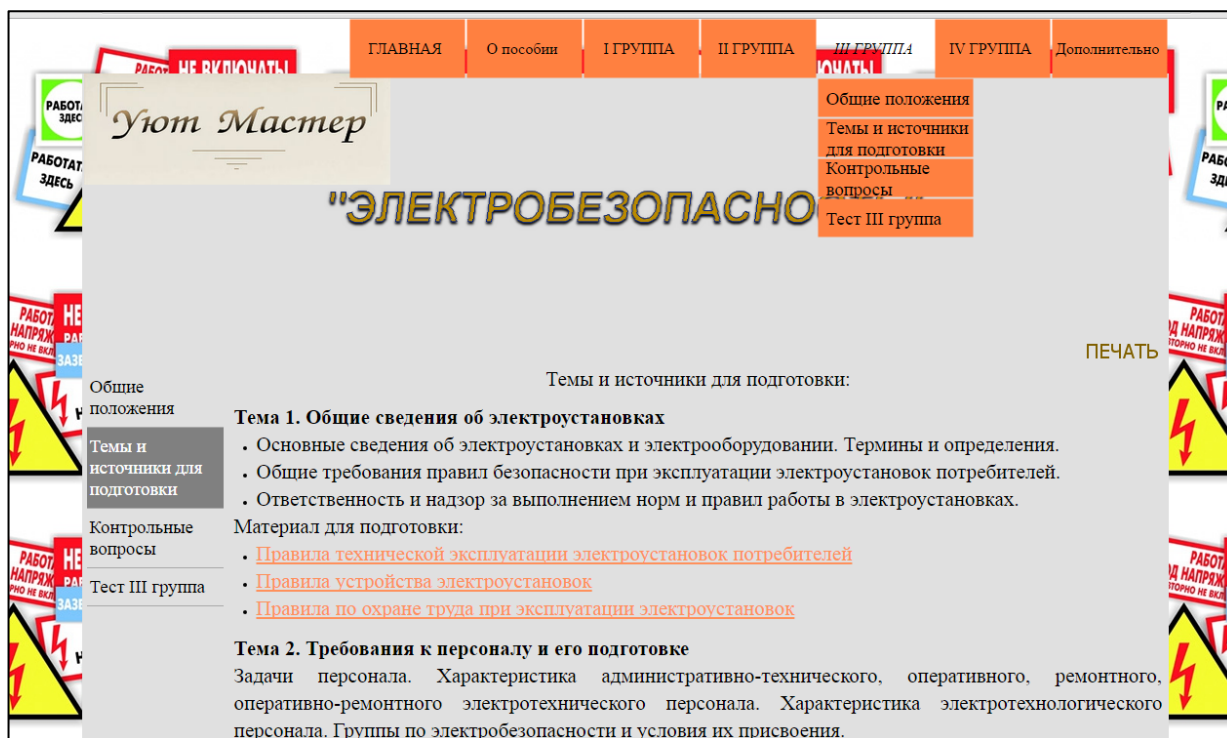 ГЛАВНАЯ
О пособии
I ГРУППА
II ГРУППА
III ГРУППА
IV ГРУППА
Дополнительно
НЕ ВКЛЮЧАТЬ!
Уют Мастер
Общие положения
Темы и источники
для подготовки
Контрольные
вопросы
Тест III группа
РАБОТАТЬ
ЗДЕСЬ
"ЭЛЕКТРОБЕЗОПАСНО
ПЕЧАТЬ
Общие
положения
Темы и
источники для
подготовки
Контрольные
вопросы
Тест III группа
Темы и источники для подготовки:
Тема 1. Общие сведения об электроустановках
• Основные сведения об электроустановках и электрооборудовании. Термины и определения.
• Общие требования правил безопасности при эксплуатации электроустановок потребителей.
• Ответственность и надзор за выполнением норм и правил работы в электроустановках.
Материал для подготовки:
• Правила технической эксплуатации электроустановок потребителей
• Правила устройства электроустановок
• Правила по охране труда при эксплуатации электроустановок
Тема 2. Требования к персоналу и его подготовке
Задачи персонала. Характеристика административно-технического, оперативного, ремонтного,
оперативно-ремонтного электротехнического персонала. Характеристика электротехнологического
персонала. Группы по электробезопасности и условия их присвоения.